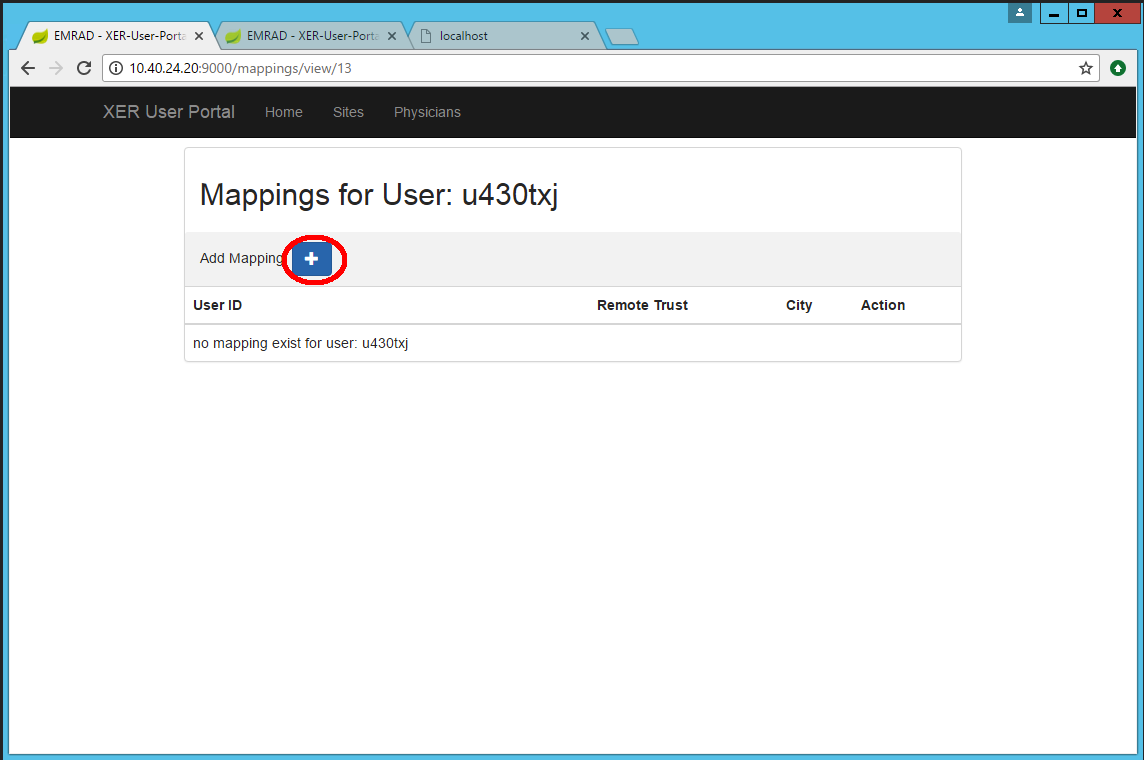 EMRAD - XER-User-Porta EMRAD - XER-User-Porta localhost
10.40.24.20:9000/mappings/view/13
XER User Portal Home Sites Physicians
Mappings for User: u430txj
Add Mapping
User ID Remote Trust City Action
no mapping exist for user: u430txj